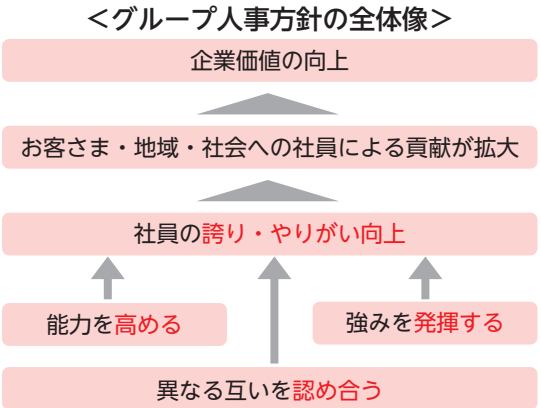 ＜グループ人事方針の全体像＞
企業価値の向上
お客さま・地域・社会への社員による貢献が拡大
社員の誇り・やりがい向上
能力を高める
強みを発揮する
異なる互いを認め合う